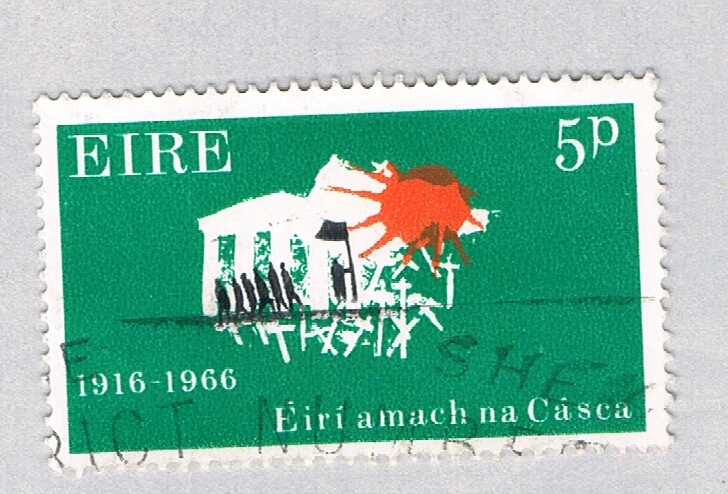 EIRE
5p
1916-1966
Éirí amach na Cásca